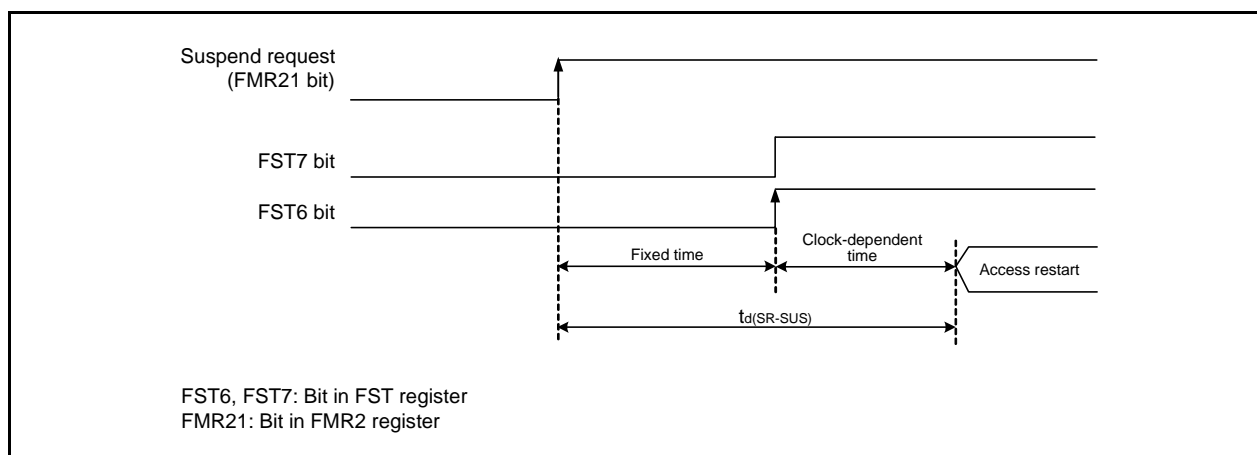 Suspend request
(FMR21 bit)
FST7 bit
FST6 bit
Fixed time
Clock-dependent
time
Access restart
td(SR-SUS)
FST6, FST7: Bit in FST register
FMR21: Bit in FMR2 register